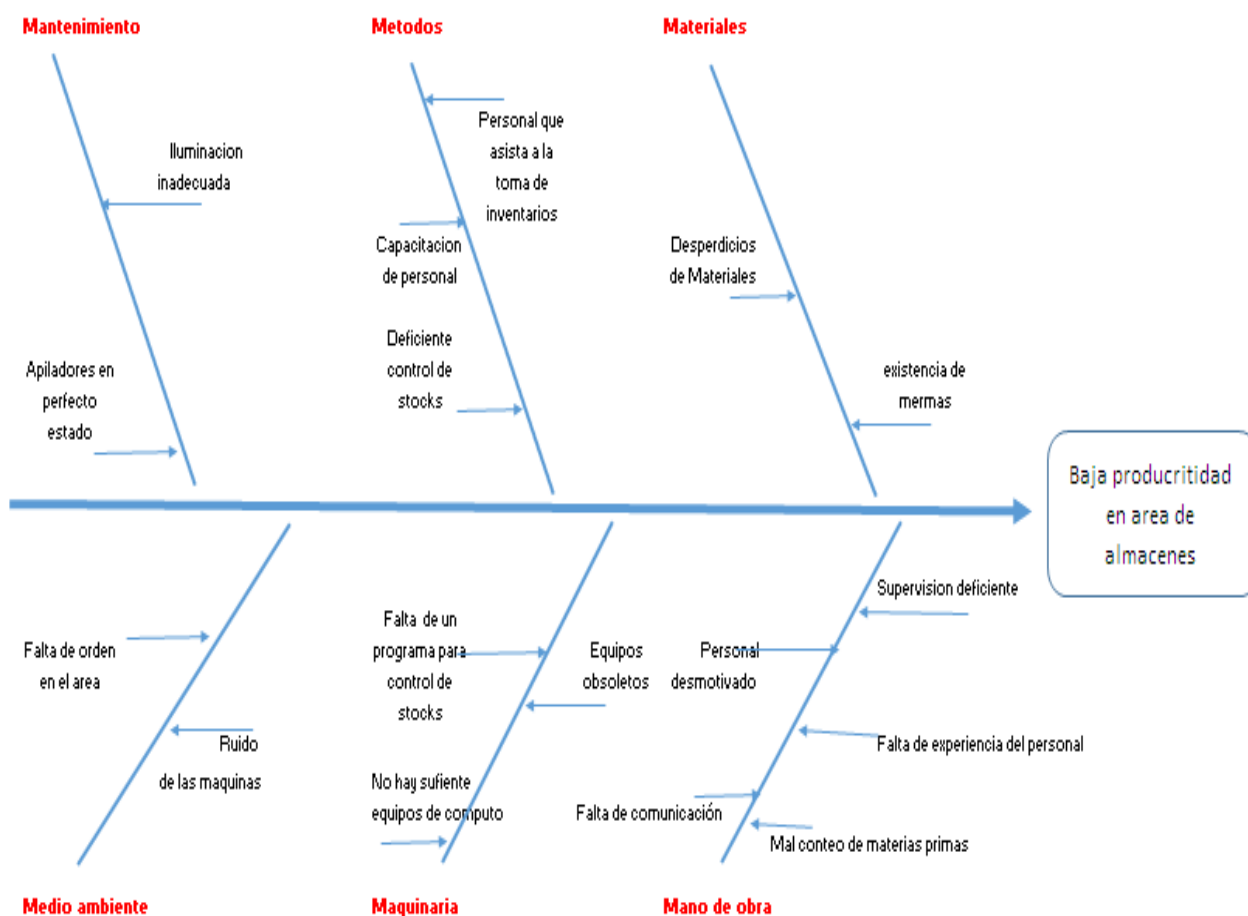 Mantenimiento
Metodos
Materiales
Iluminacion
inadecuada
Apiladores en
perfecto
estado
Personal que
asista a la
toma de
inventarios
Capacitacion
de personal
Deficiente
control de
stocks
Desperdicios
de Materiales
existencia de
mermas
Baja producritidad
en area de
almacenes
Falta de orden
en el area
Ruido
de las maquinas
Falta de un
programa para
control de
stocks
Equipos
obsoletos
No hay sufiente
equipos de computo
Supervision deficiente
Personal
desmotivado
Falta de experiencia del personal
Falta de comunicación
Mal conteo de materias primas
Medio ambiente
Maquinaria
Mano de obra